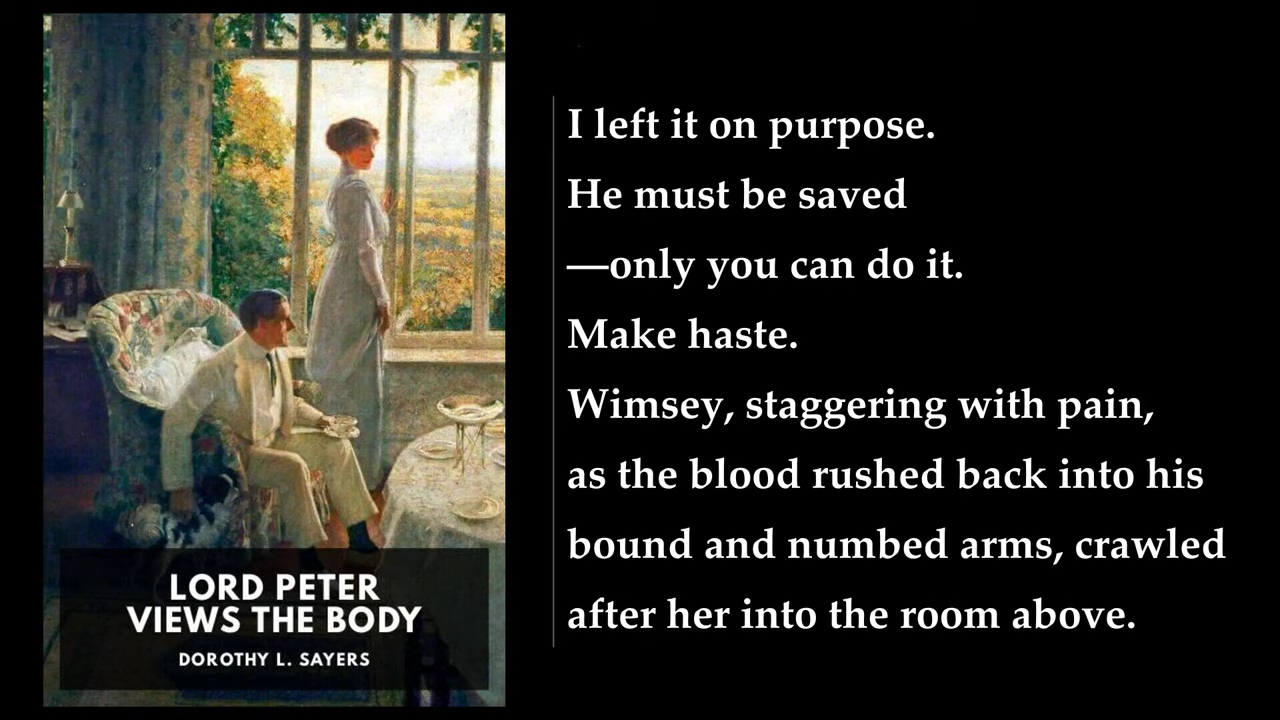 LORD PETER
VIEWS THE BODY
DOROTHY L. SAYERS
I left it on purpose.
He must be saved
—only you can do it.
Make haste.
Wimsey, staggering with pain,
as the blood rushed back into his
bound and numbed arms, crawled
after her into the room above.